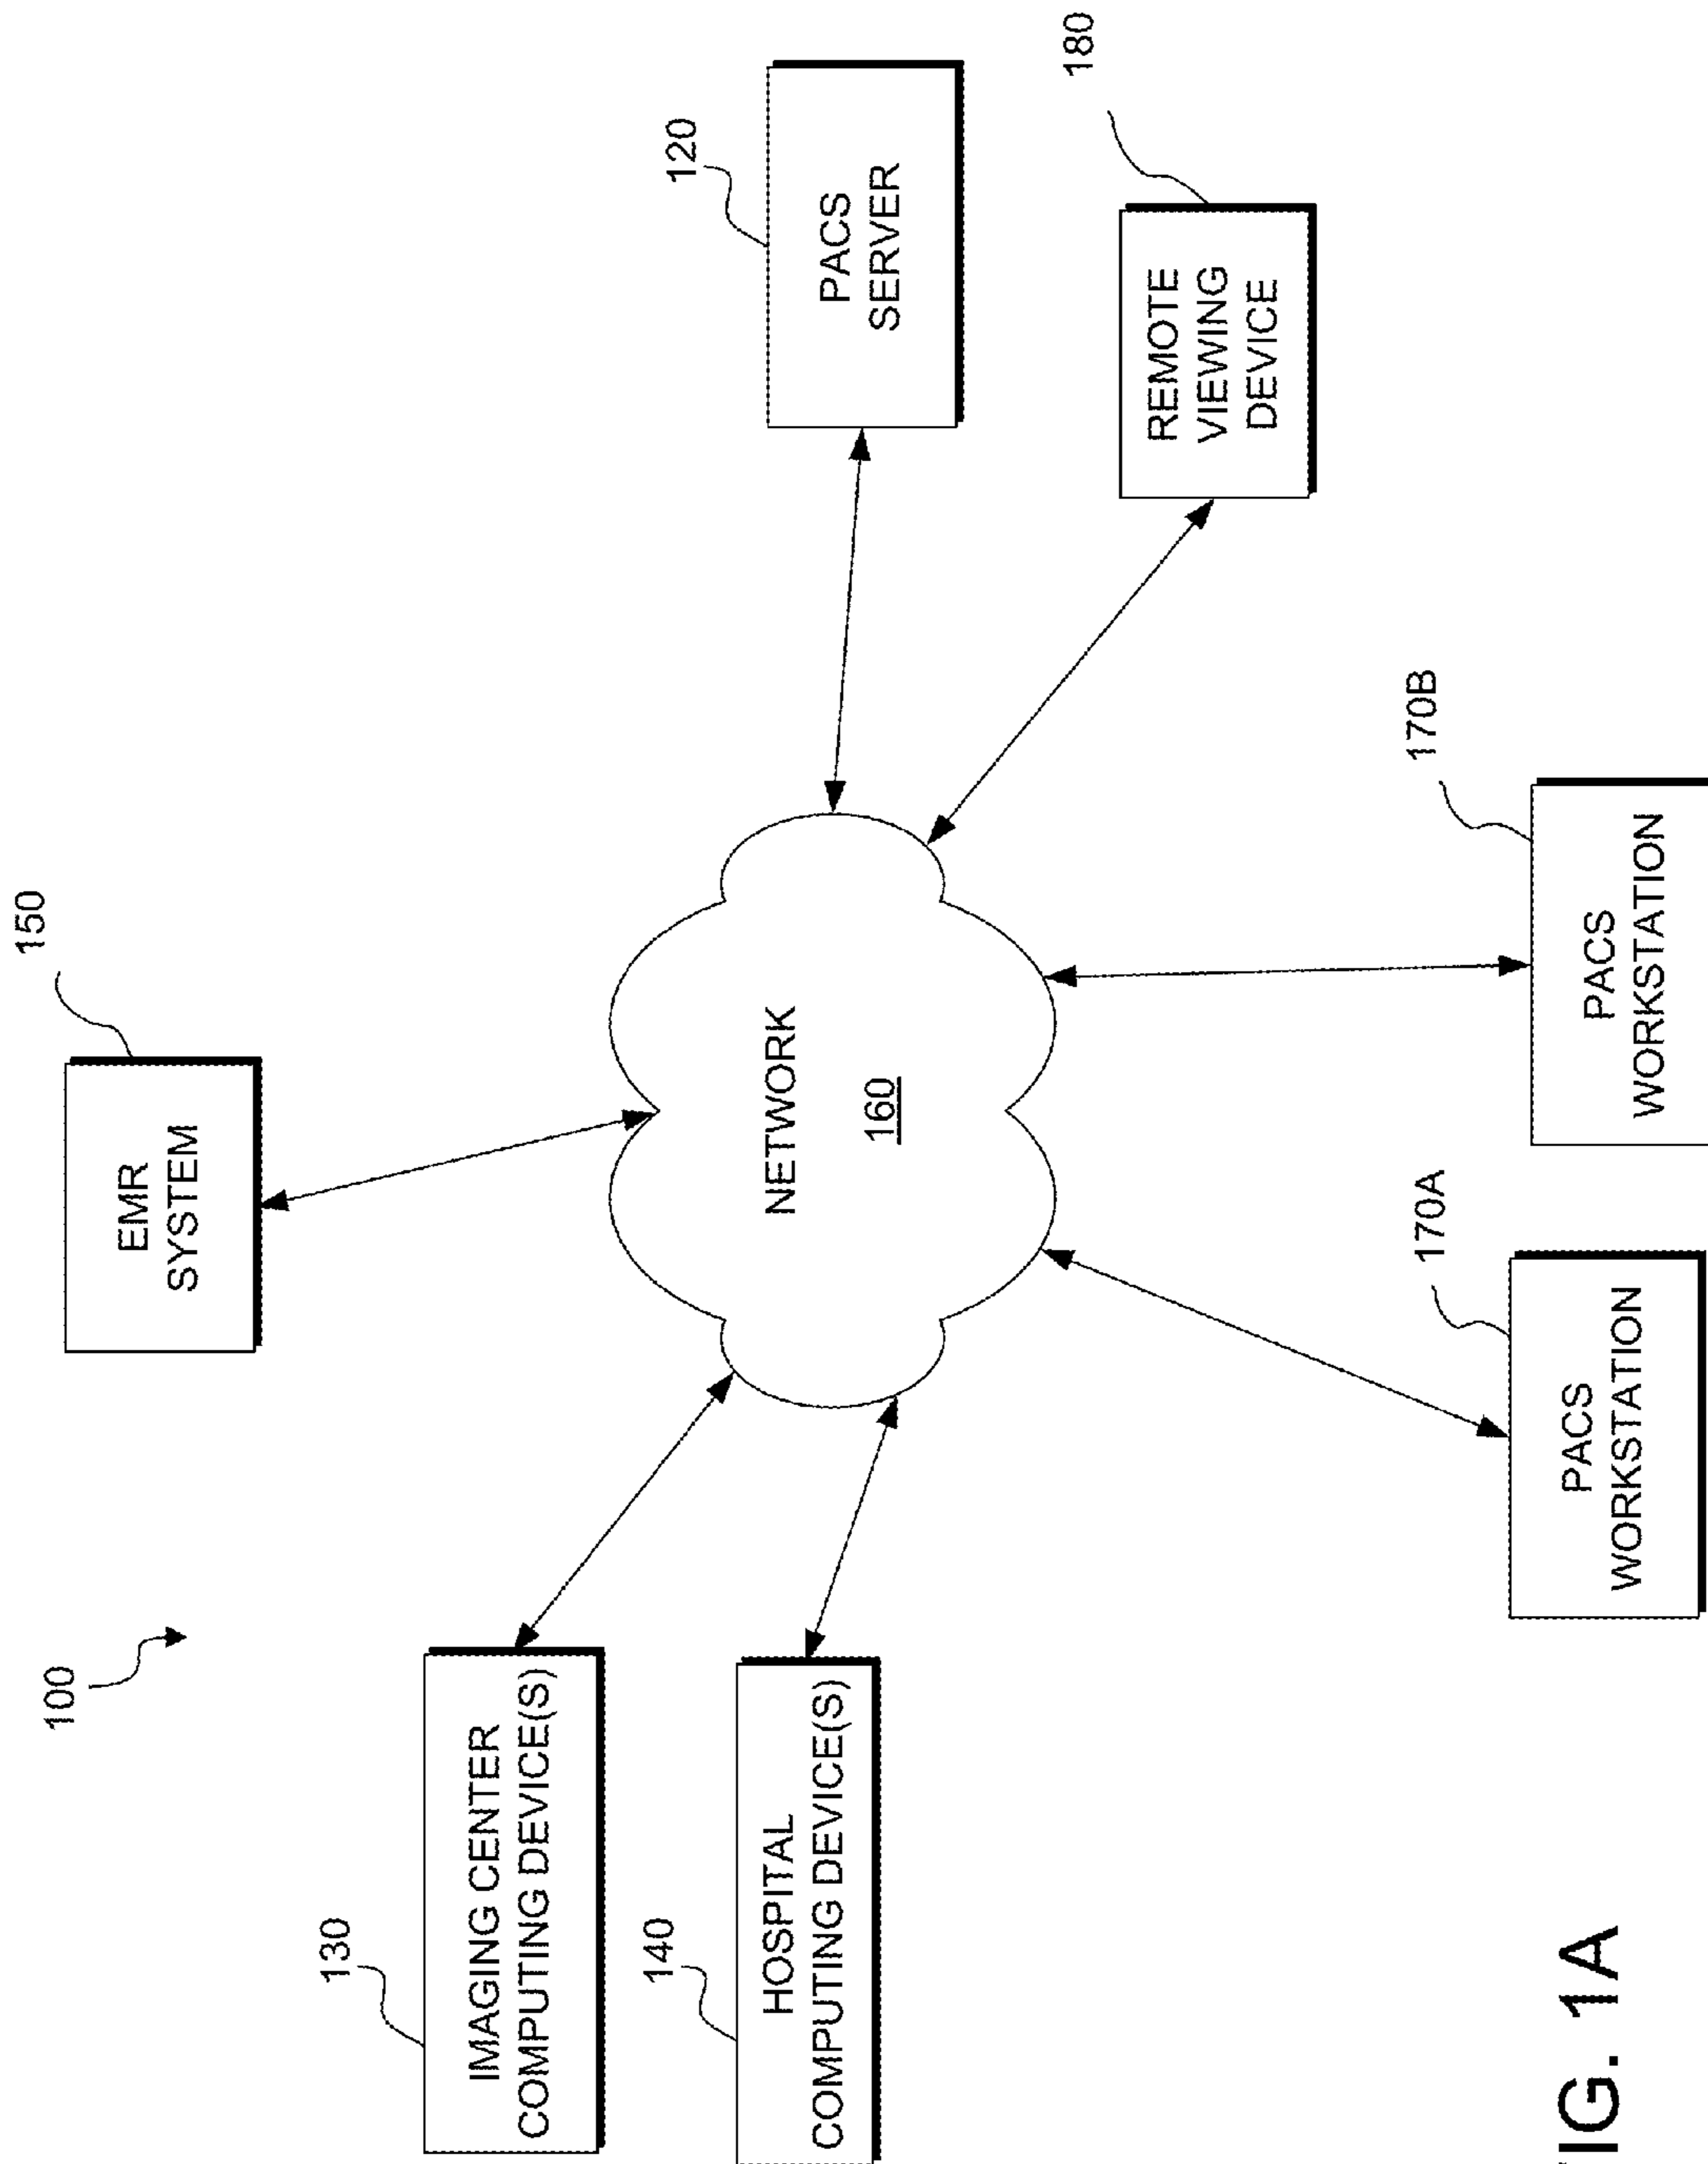 100
150
EMR
SYSTEM
130
IMAGING CENTER
COMPUTING DEVICE(S)
140
HOSPITAL
COMPUTING DEVICE(S)
NETWORK
160
120
PACS
SERVER
180
REMOTE
VIEWING
DEVICE
170A
PACS
WORKSTATION
170B
PACS
WORKSTATION
FIG. 1A